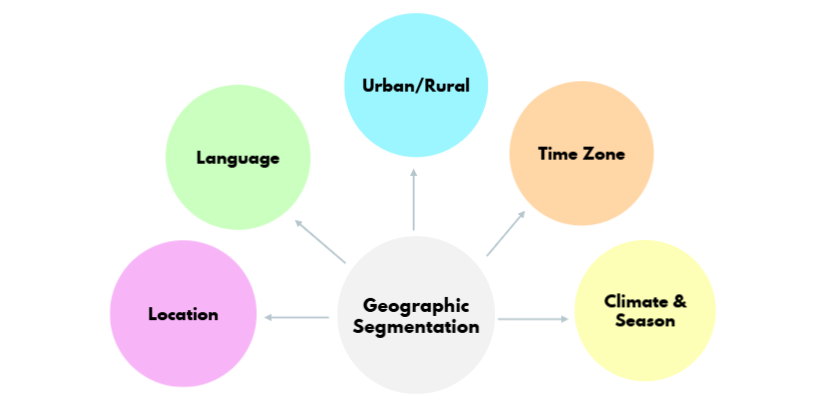 Urban/Rural
Language
Time Zone
Location
Geographic
Segmentation
Climate &
Season